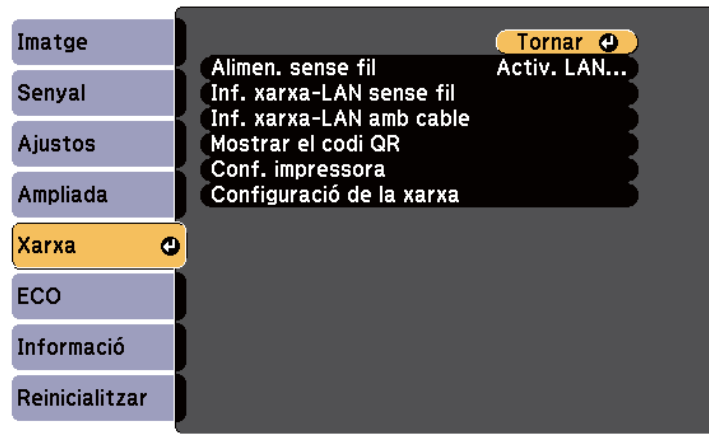 Imatge
Senyal
Ajustos
Ampliada
Xarxa
ECO
Informació
Reinicialitzar
Tornar
Alimen. sense fil Activ. LAN...
Inf. xarxa-LAN sense fil
Inf. xarxa-LAN amb cable
Mostrar el codi QR
Conf. impressora
Configuració de la xarxa